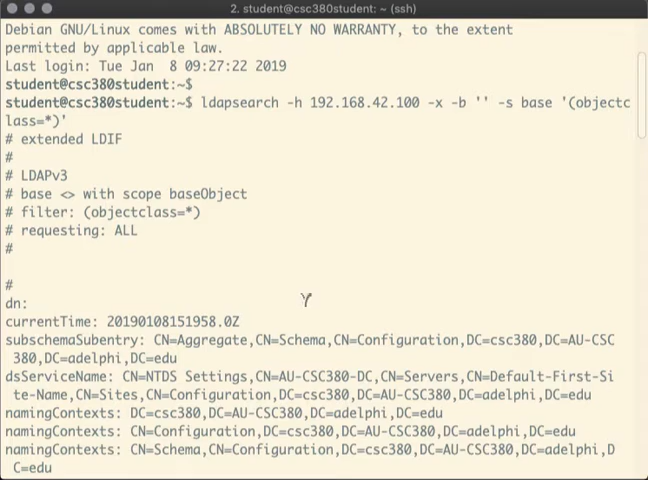 2. student@csc380student: ~ (ssh)
Debian GNU/Linux comes with ABSOLUTELY NO WARRANTY, to the extent
permitted by applicable law.
Last login: Tue Jan  8 09:27:22 2019
student@csc380student:~$
student@csc380student:~$ ldapsearch -h 192.168.42.100 -x -b '' -s base '(objectc
lass=*)'
# extended LDIF
#
# LDAPv3
# base <> with scope baseObject
# filter: (objectclass=*)
# requesting: ALL
#
#
dn:
currentTime: 20190108151958.0Z
subschemaSubentry: CN=Aggregate,CN=Schema,CN=Configuration,DC=csc380,DC=AU-CSC
380,DC=adelphi,DC=edu
dsServiceName: CN=NTDS Settings,CN=AU-CSC380-DC,CN=Servers,CN=Default-First-Si
te-Name,CN=Sites,CN=Configuration,DC=csc380,DC=AU-CSC380,DC=adelphi,DC=edu
namingContexts: DC=csc380,DC=AU-CSC380,DC=adelphi,DC=edu
namingContexts: CN=Configuration,DC=csc380,DC=AU-CSC380,DC=adelphi,DC=edu
namingContexts: CN=Schema,CN=Configuration,DC=csc380,DC=AU-CSC380,DC=adelphi,D
C=edu